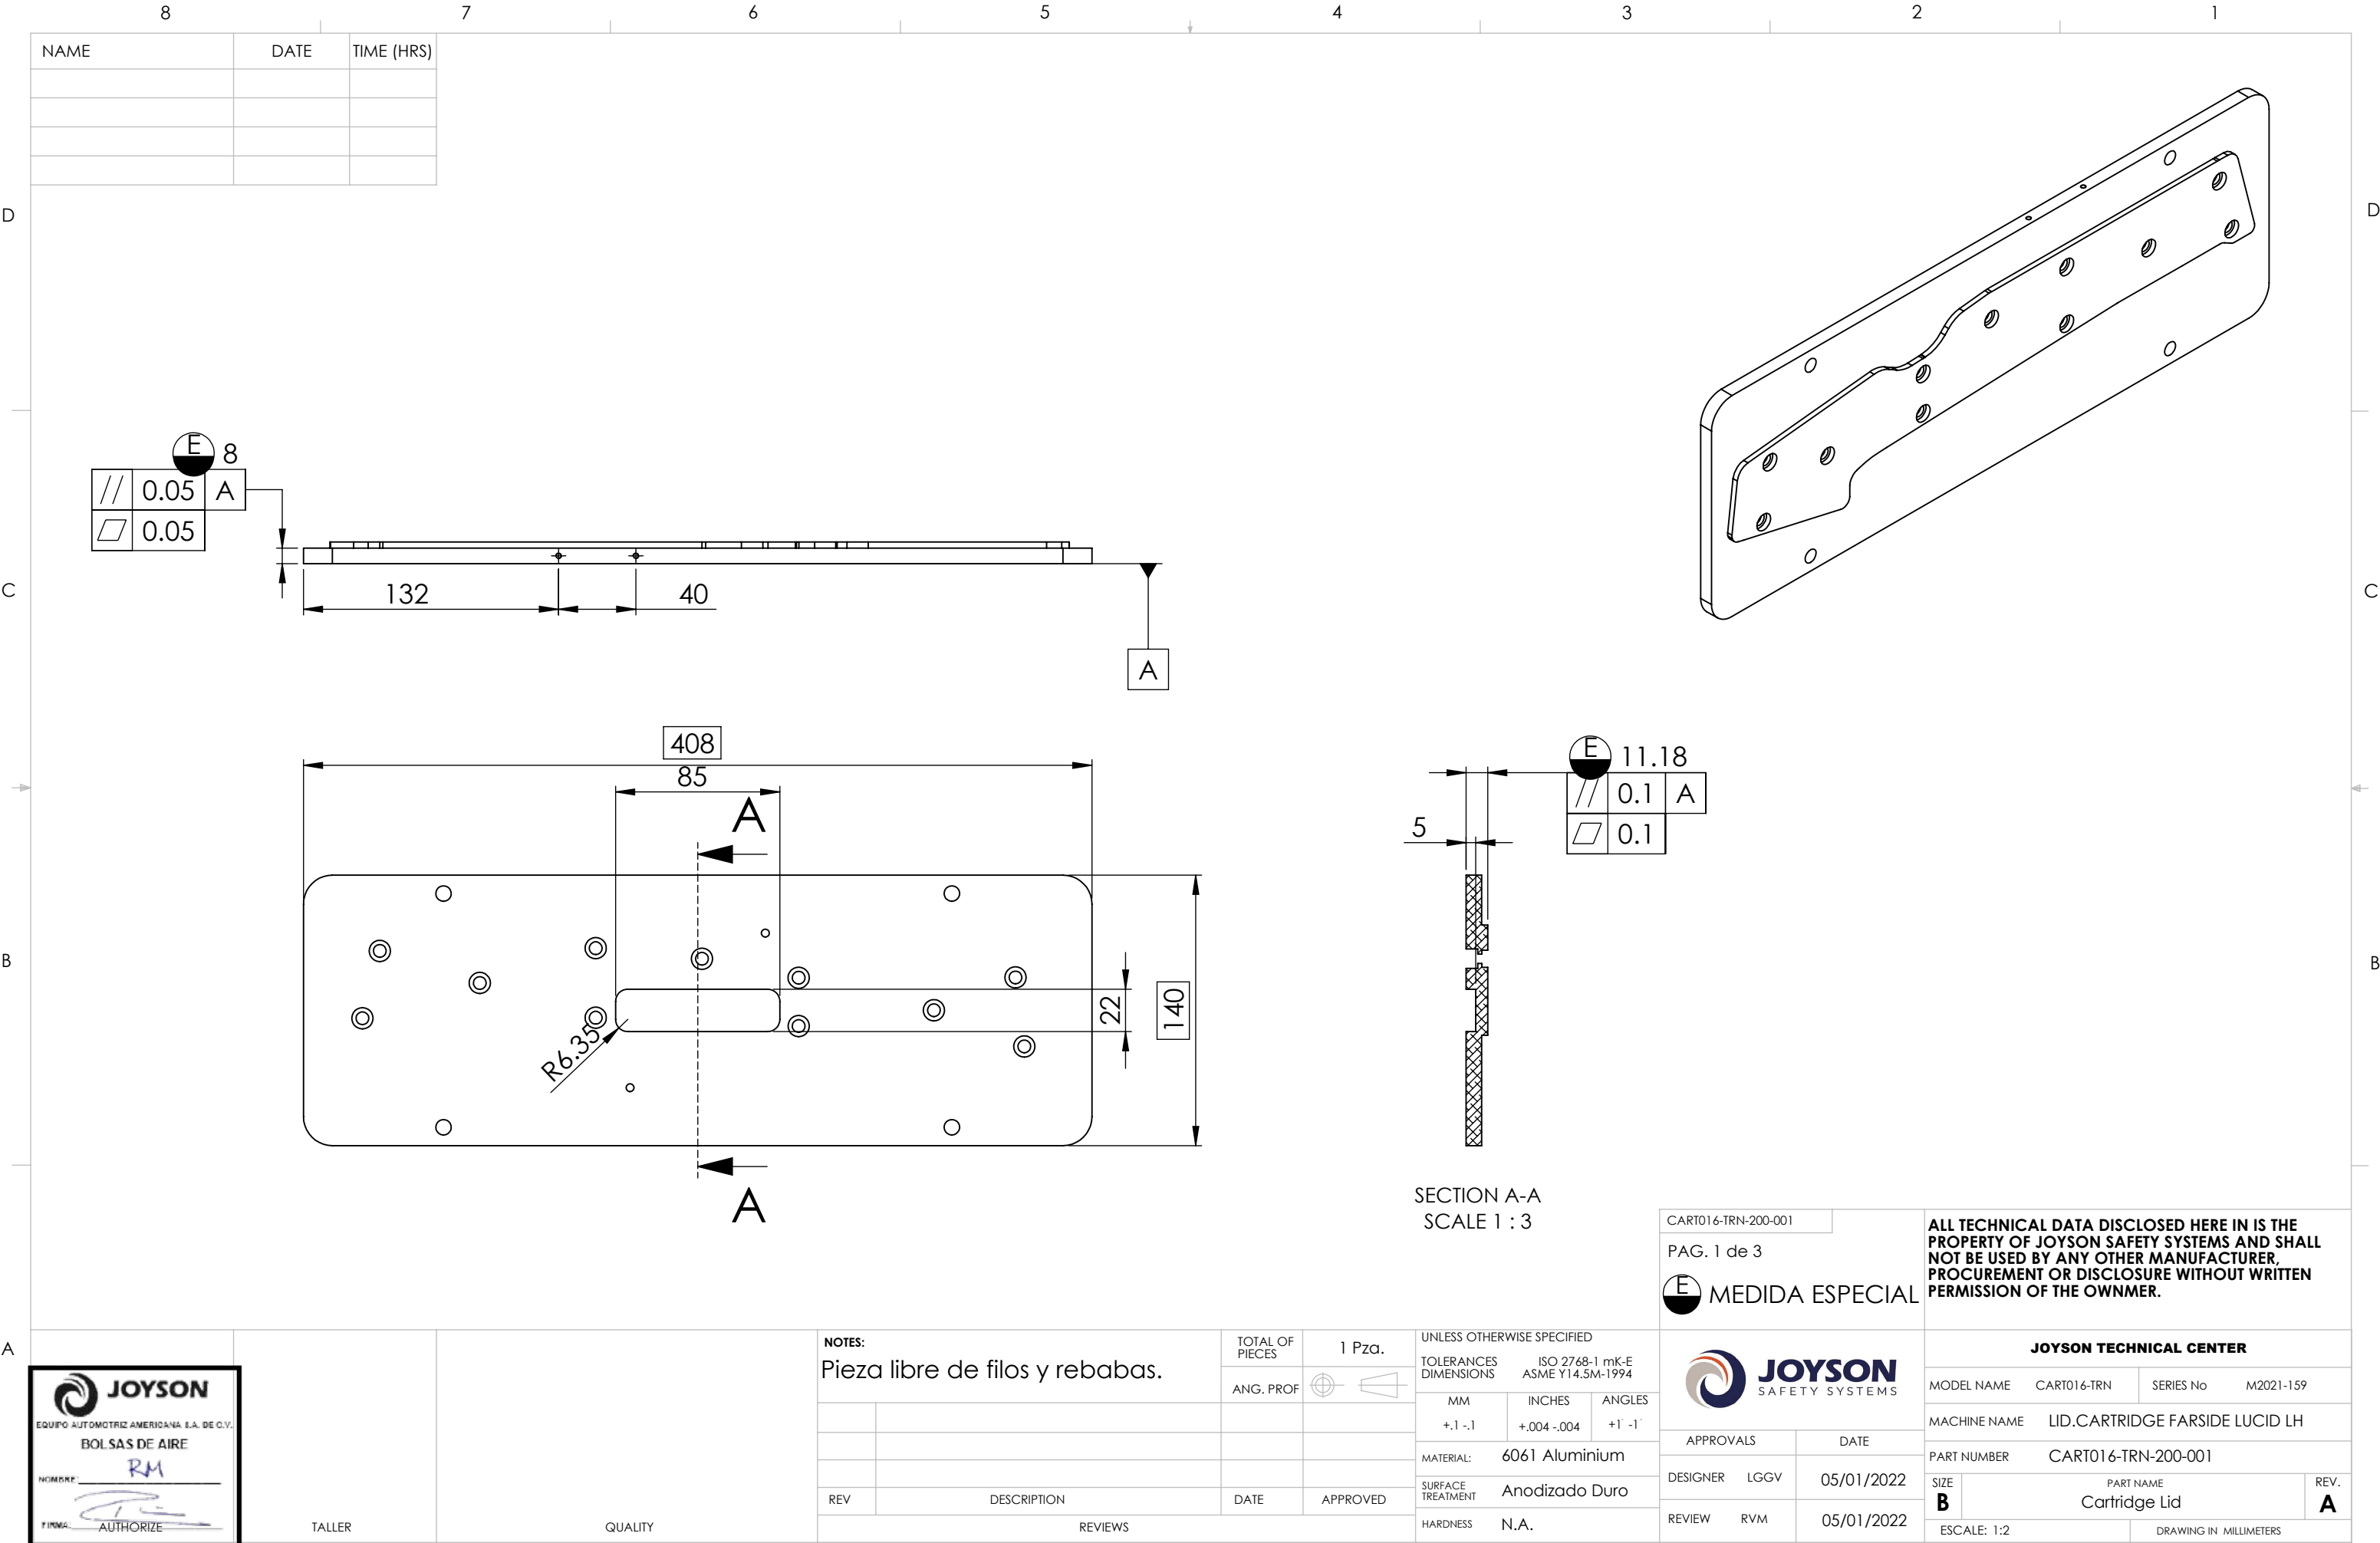 8 7 6 5 4 3 2 1
NAME DATE TIME (HRS)
D D
E 8
// 0.05 A
0.05
C C
132 40
A
408
85
A
E 11.18
// 0.1 A
0.1
5
B B
22
140
R6.35
A
SECTION A-A
SCALE 1 : 3
CART016-TRN-200-001
PAG. 1 de 3
E MEDIDA ESPECIAL
ALL TECHNICAL DATA DISCLOSED HERE IN IS THE
PROPERTY OF JOYSON SAFETY SYSTEMS AND SHALL
NOT BE USED BY ANY OTHER MANUFACTURER,
PROCUREMENT OR DISCLOSURE WITHOUT WRITTEN
PERMISSION OF THE OWNMER.
A
JOYSON
EQUIPO AUTOMOTRIZ AMERICANA S.A. DE C.V.
BOLSAS DE AIRE
NOMBRE: RM
FIRMA:
AUTHORIZE TALLER QUALITY
NOTES:
Pieza libre de filos y rebabas.
TOTAL OF
PIECES
1 Pza.
ANG. PROF
REV DESCRIPTION DATE APPROVED
REVIEWS
UNLESS OTHERWISE SPECIFIED
TOLERANCES ISO 2768-1 mK-E
DIMENSIONS ASME Y14.5M-1994
MM INCHES ANGLES
+.1 -.1 +.004 -.004 +1° -1°
MATERIAL: 6061 Aluminium
SURFACE
TREATMENT
Anodizado Duro
HARDNESS N.A.
JOYSON
SAFETY SYSTEMS
APPROVALS DATE
DESIGNER LGGV 05/01/2022
REVIEW RVM 05/01/2022
JOYSON TECHNICAL CENTER
MODEL NAME CART016-TRN SERIES No M2021-159
MACHINE NAME LID.CARTRIDGE FARSIDE LUCID LH
PART NUMBER CART016-TRN-200-001
SIZE PART NAME REV.
B Cartridge Lid A
ESCALE: 1:2 DRAWING IN MILLIMETERS